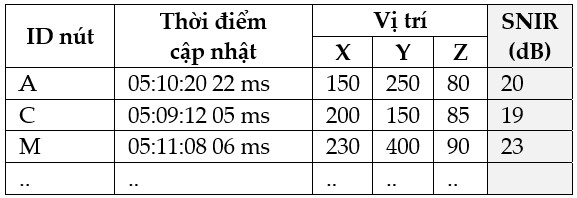 ID nút Thời điểm cập nhật Vị trí SNIR (dB)
X Y Z
A 05:10:20 22 ms 150 250 80 20
C 05:09:12 05 ms 200 150 85 19
M 05:11:08 06 ms 230 400 90 23
.. .. .. .. ..